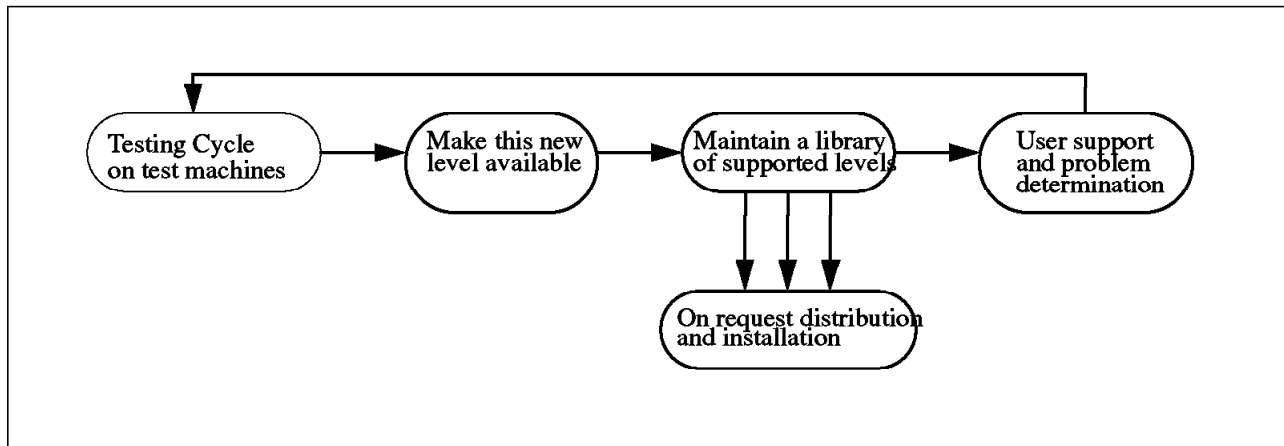 Testing Cycle
on test machines
Make this new
level available
Maintain a library
of supported levels
User support
and problem
determination
On request distribution
and installation